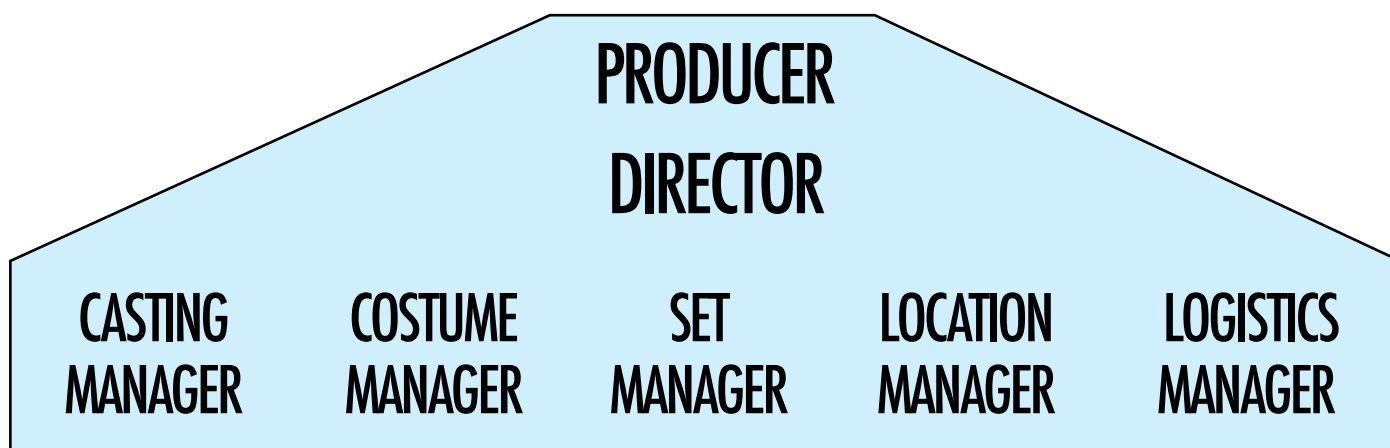 PRODUCER
DIRECTOR
CASTING MANAGER
COSTUME MANAGER
SET MANAGER
LOCATION MANAGER
LOGISTICS MANAGER